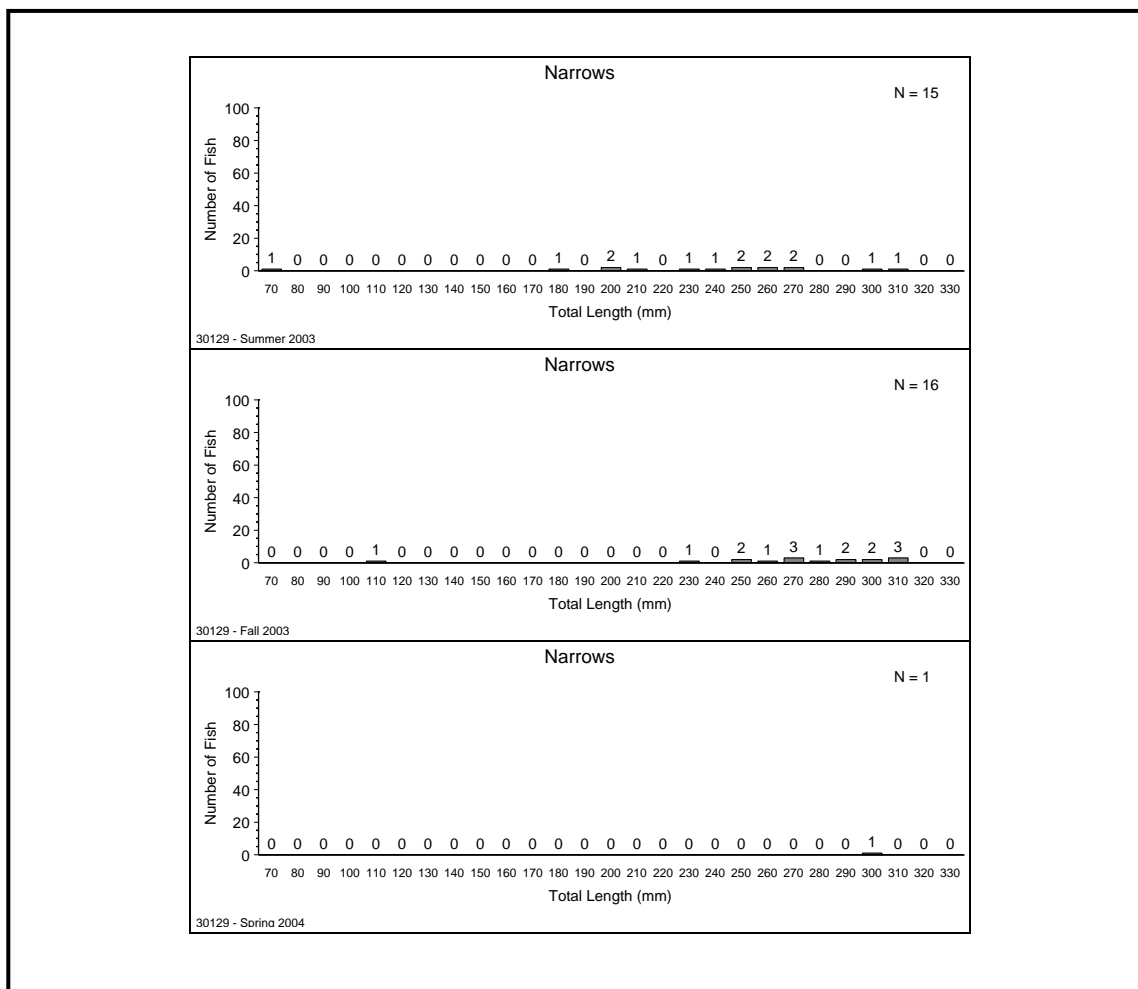 Narrows
N = 15
100
80
60
40
20
0
Number of Fish
1 0 0 0 0 0 0 0 0 0 0 1 0 2 1 0 1 1 2 2 2 0 0 1 1 0 0
70 80 90 100 110 120 130 140 150 160 170 180 190 200 210 220 230 240 250 260 270 280 290 300 310 320 330
Total Length (mm)
30129 - Summer 2003
Narrows
N = 16
100
80
60
40
20
0
Number of Fish
0 0 0 0 1 0 0 0 0 0 0 0 0 0 0 0 1 0 2 1 3 1 2 2 3 0 0
70 80 90 100 110 120 130 140 150 160 170 180 190 200 210 220 230 240 250 260 270 280 290 300 310 320 330
Total Length (mm)
30129 - Fall 2003
Narrows
N = 1
100
80
60
40
20
0
Number of Fish
0 0 0 0 0 0 0 0 0 0 0 0 0 0 0 0 0 0 0 0 0 0 0 1 0 0 0
70 80 90 100 110 120 130 140 150 160 170 180 190 200 210 220 230 240 250 260 270 280 290 300 310 320 330
Total Length (mm)
30129 - Spring 2004